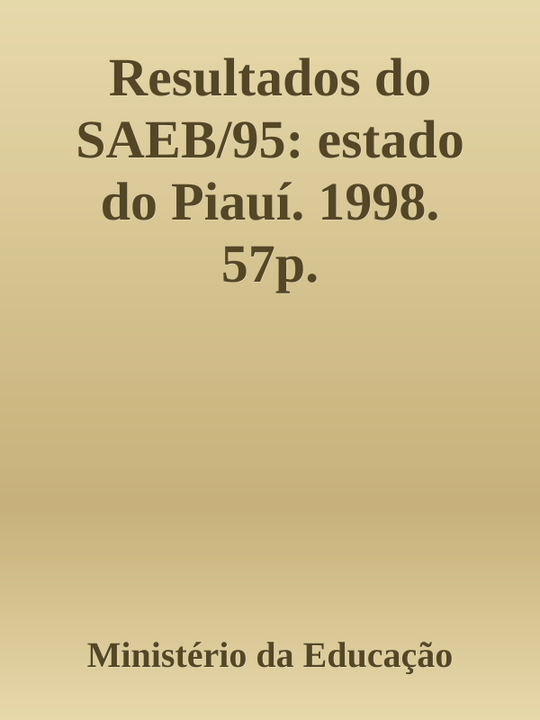 Resultados do
SAEB/95: estado
do Piauí. 1998.
57p.
Ministério da Educação